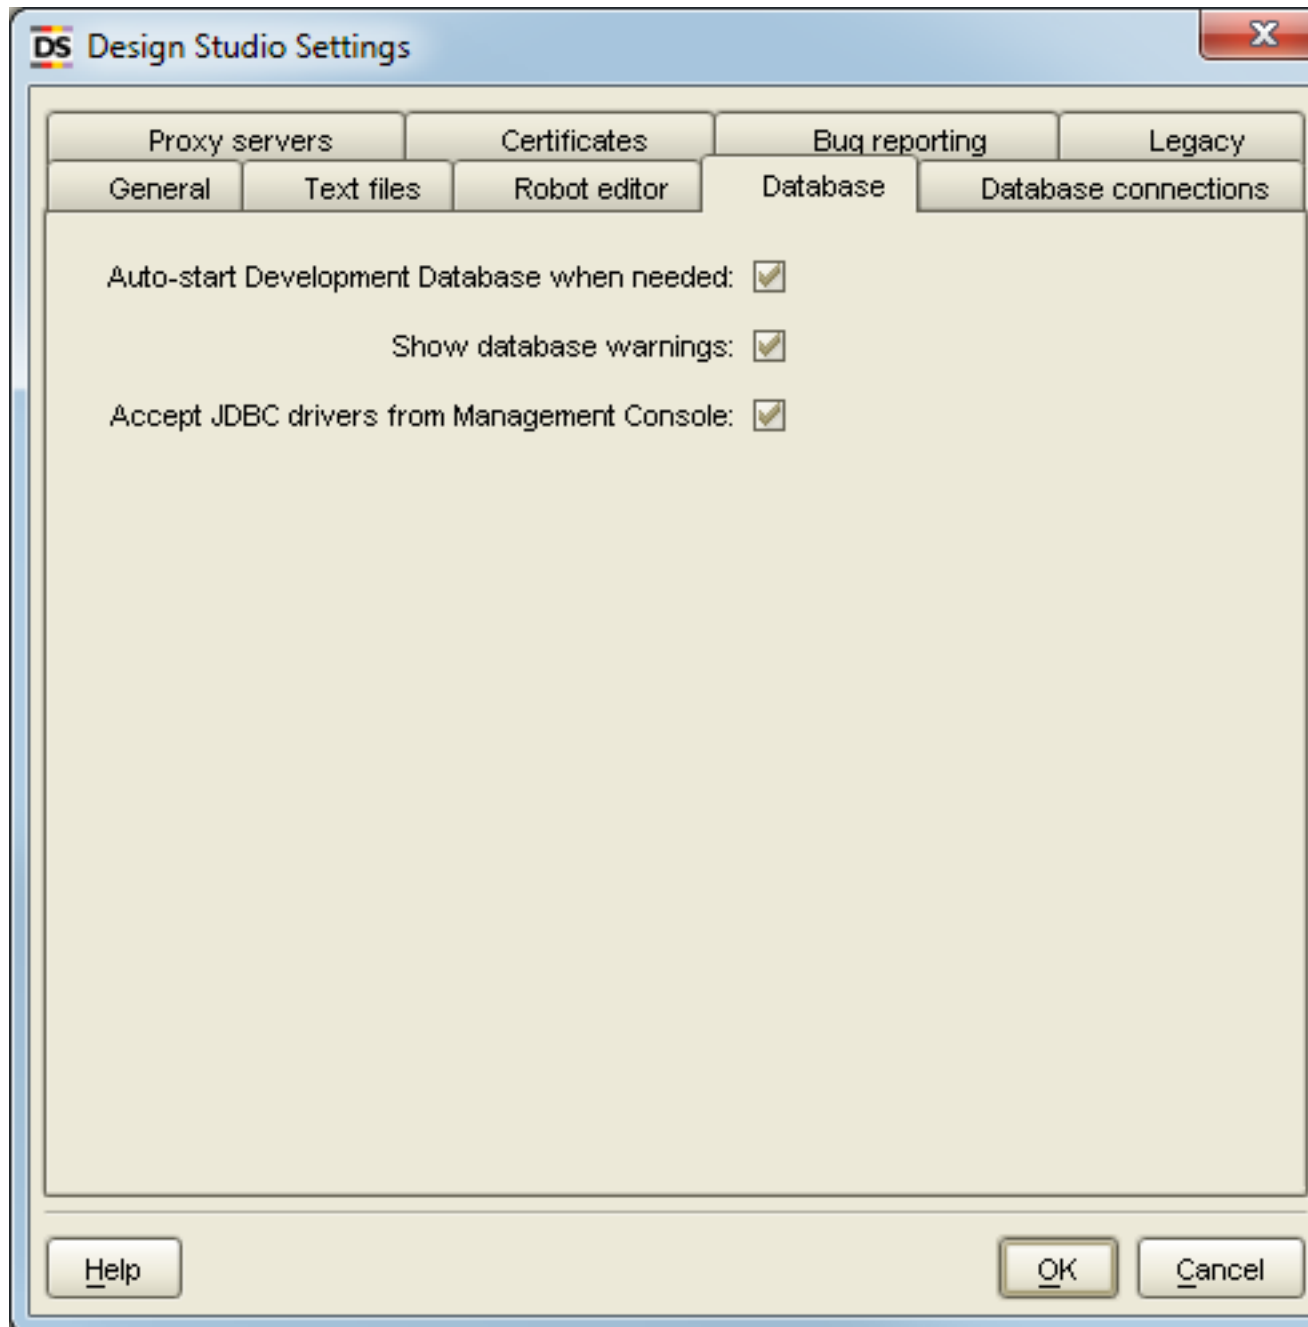 DS Design Studio Settings X
Proxy servers Certificates Bug reporting Legacy
General Text files Robot editor Database Database connections
Auto-start Development Database when needed:
Show database warnings:
Accept JDBC drivers from Management Console:
Help OK Cancel